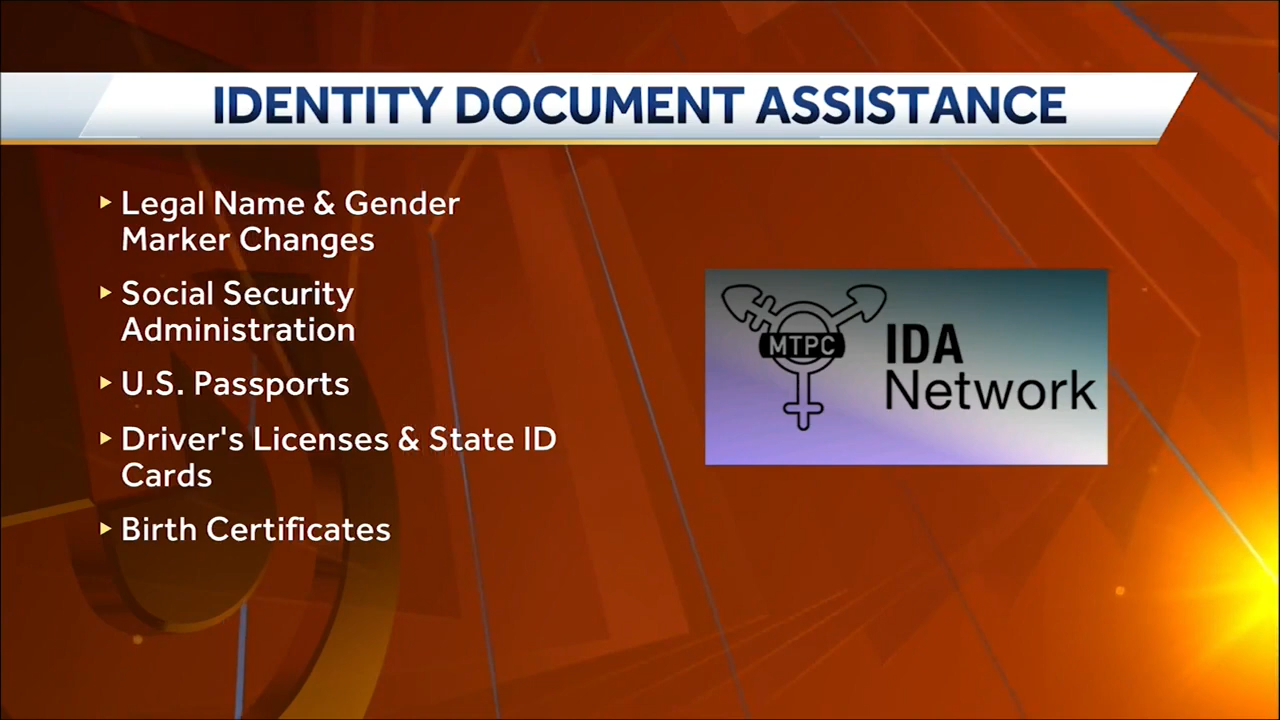 IDENTITY DOCUMENT ASSISTANCE
Legal Name & Gender
Marker Changes
Social Security
Administration
U.S. Passports
Driver's Licenses & State ID
Cards
Birth Certificates
MTPC
IDA
Network